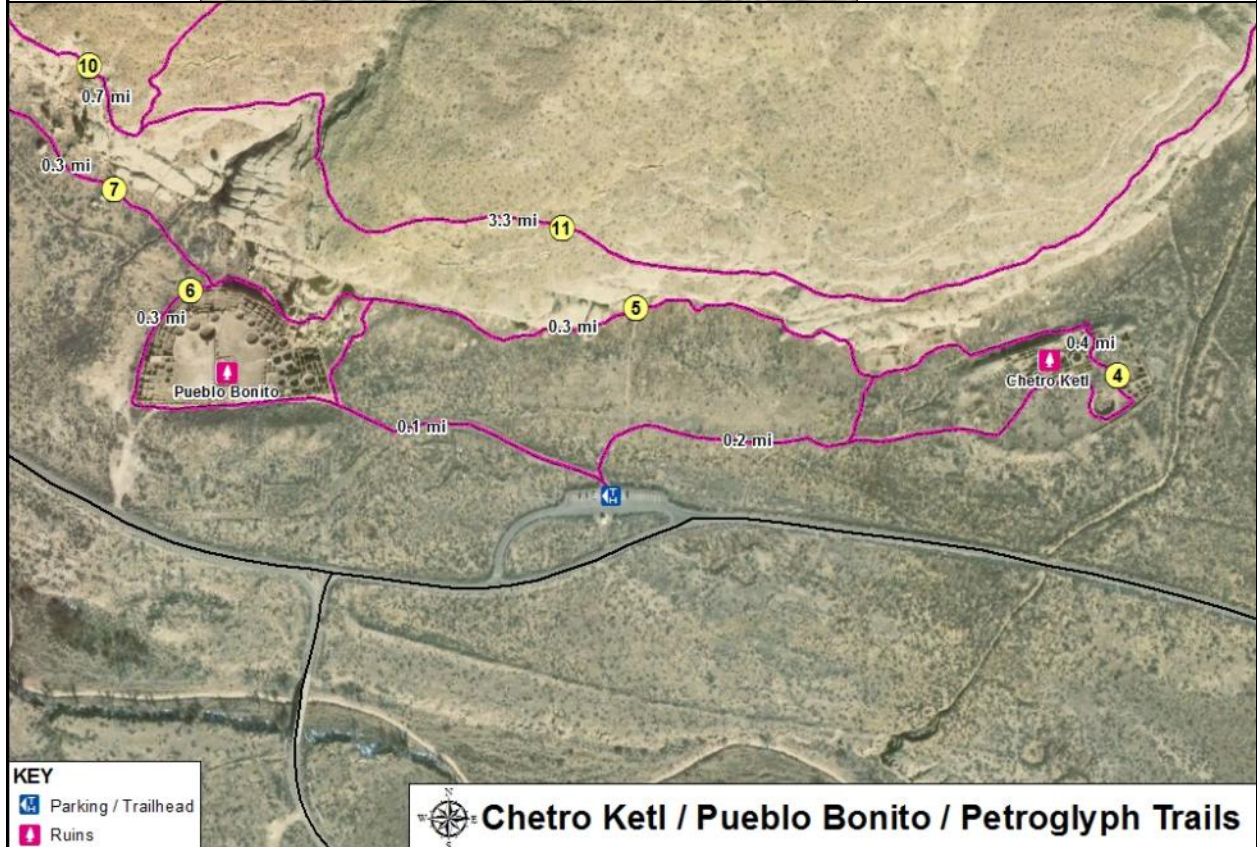 10
0.7 mi
0.3 mi
7
3.3 mi
11
6
0.3 mi
5
0.3 mi
0.4 mi
4
Pueblo Bonito
Chetro Ketl
0.1 mi
0.2 mi
TH
KEY
TH Parking / Trailhead
Ruins
N
W E
S
Chetro Ketl / Pueblo Bonito / Petroglyph Trails